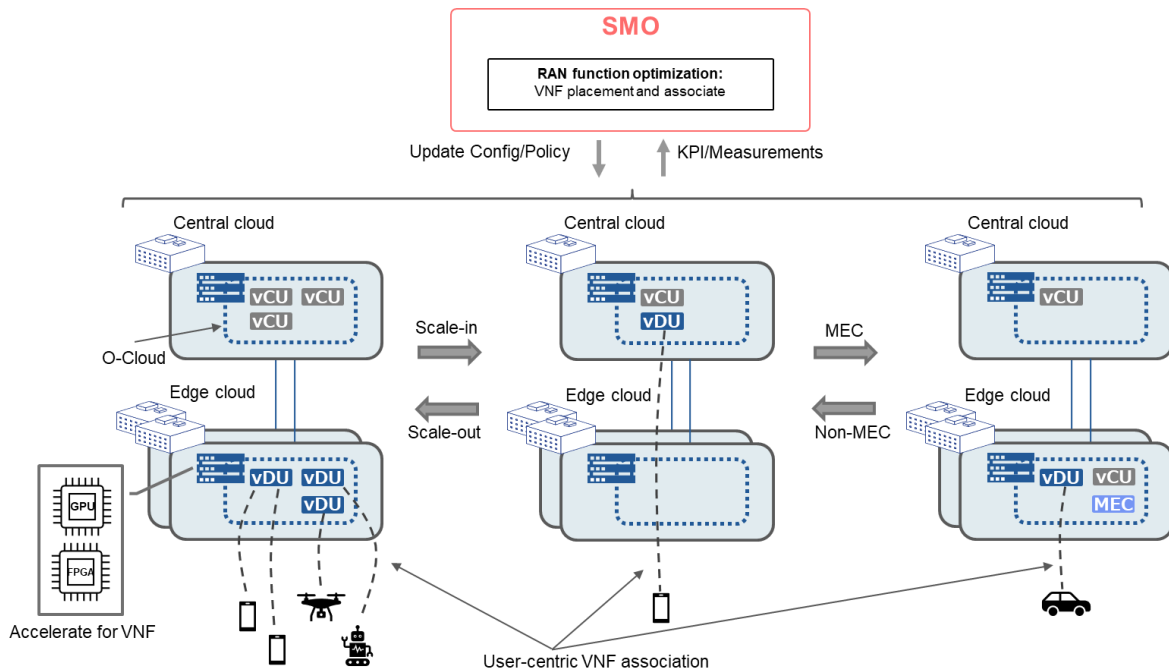 SMO
RAN function optimization:
VNF placement and associate
Update Config/Policy
KPI/Measurements
Central cloud
Central cloud
Central cloud
vCU vCU
vCU
vCU
vDU
vCU
O-Cloud
Scale-in
MEC
Edge cloud
Edge cloud
Edge cloud
Scale-out
Non-MEC
vDU vDU
vDU
vDU vCU
MEC
GPU
FPGA
Accelerate for VNF
User-centric VNF association